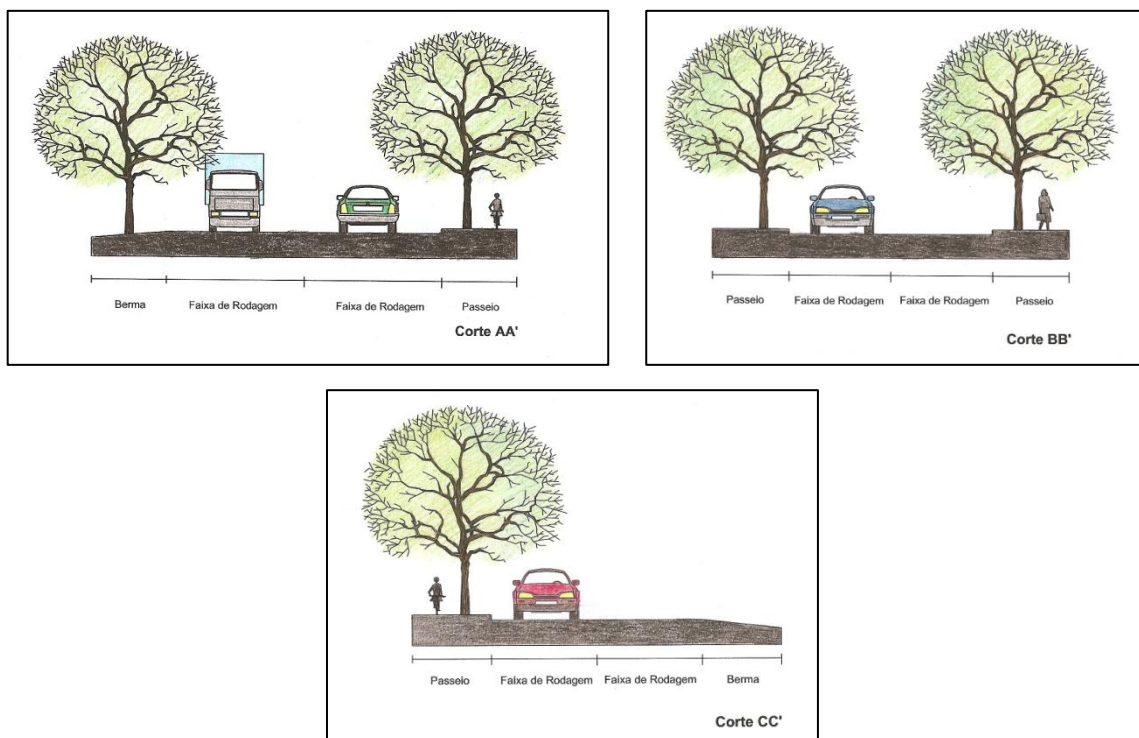 Berma Faixa de Rodagem Faixa de Rodagem Passeio
Corte AA'
Passeio Faixa de Rodagem Faixa de Rodagem Passeio
Corte BB'
Passeio Faixa de Rodagem Faixa de Rodagem Berma
Corte CC'